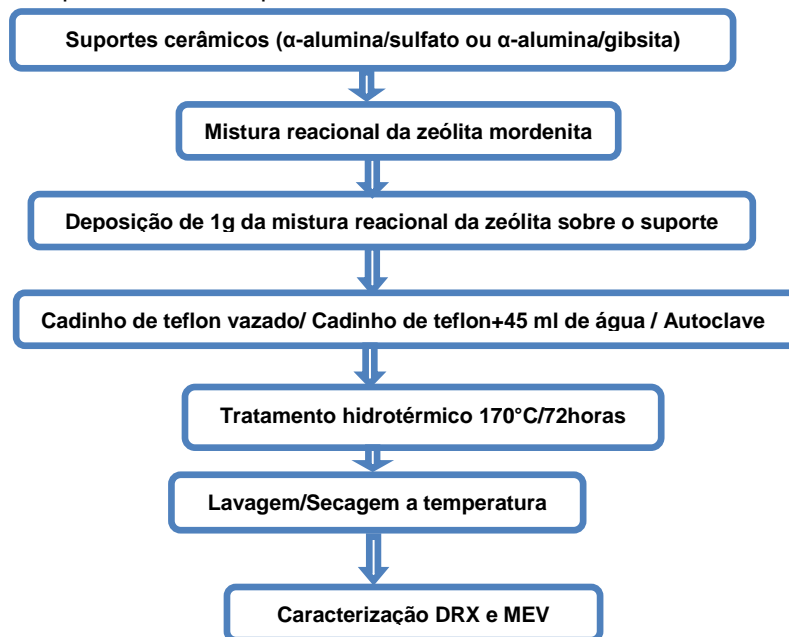 Suportes cerâmicos (α-alumina/sulfato ou α-alumina/gibsita)
Mistura reacional da zeólita mordenita
Deposição de 1g da mistura reacional da zeólita sobre o suporte
Cadinho de teflon vazado/ Cadinho de teflon+45 ml de água / Autoclave
Tratamento hidrotérmico 170°C/72horas
Lavagem/Secagem a temperatura
Caracterização DRX e MEV